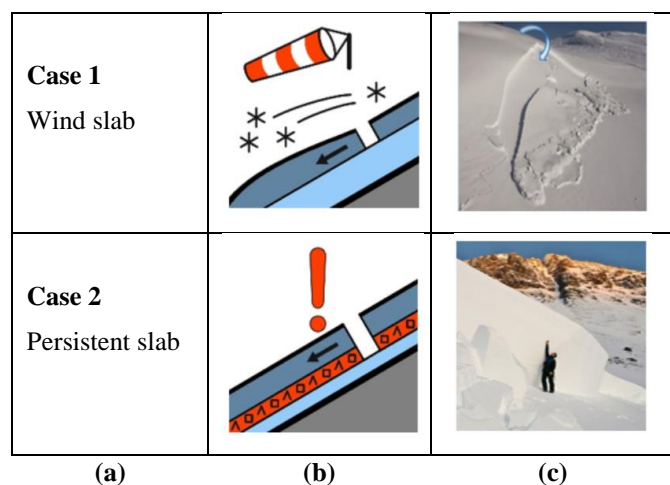 Case 1
Wind slab
Case 2
Persistent slab
(a)
(b)
(c)